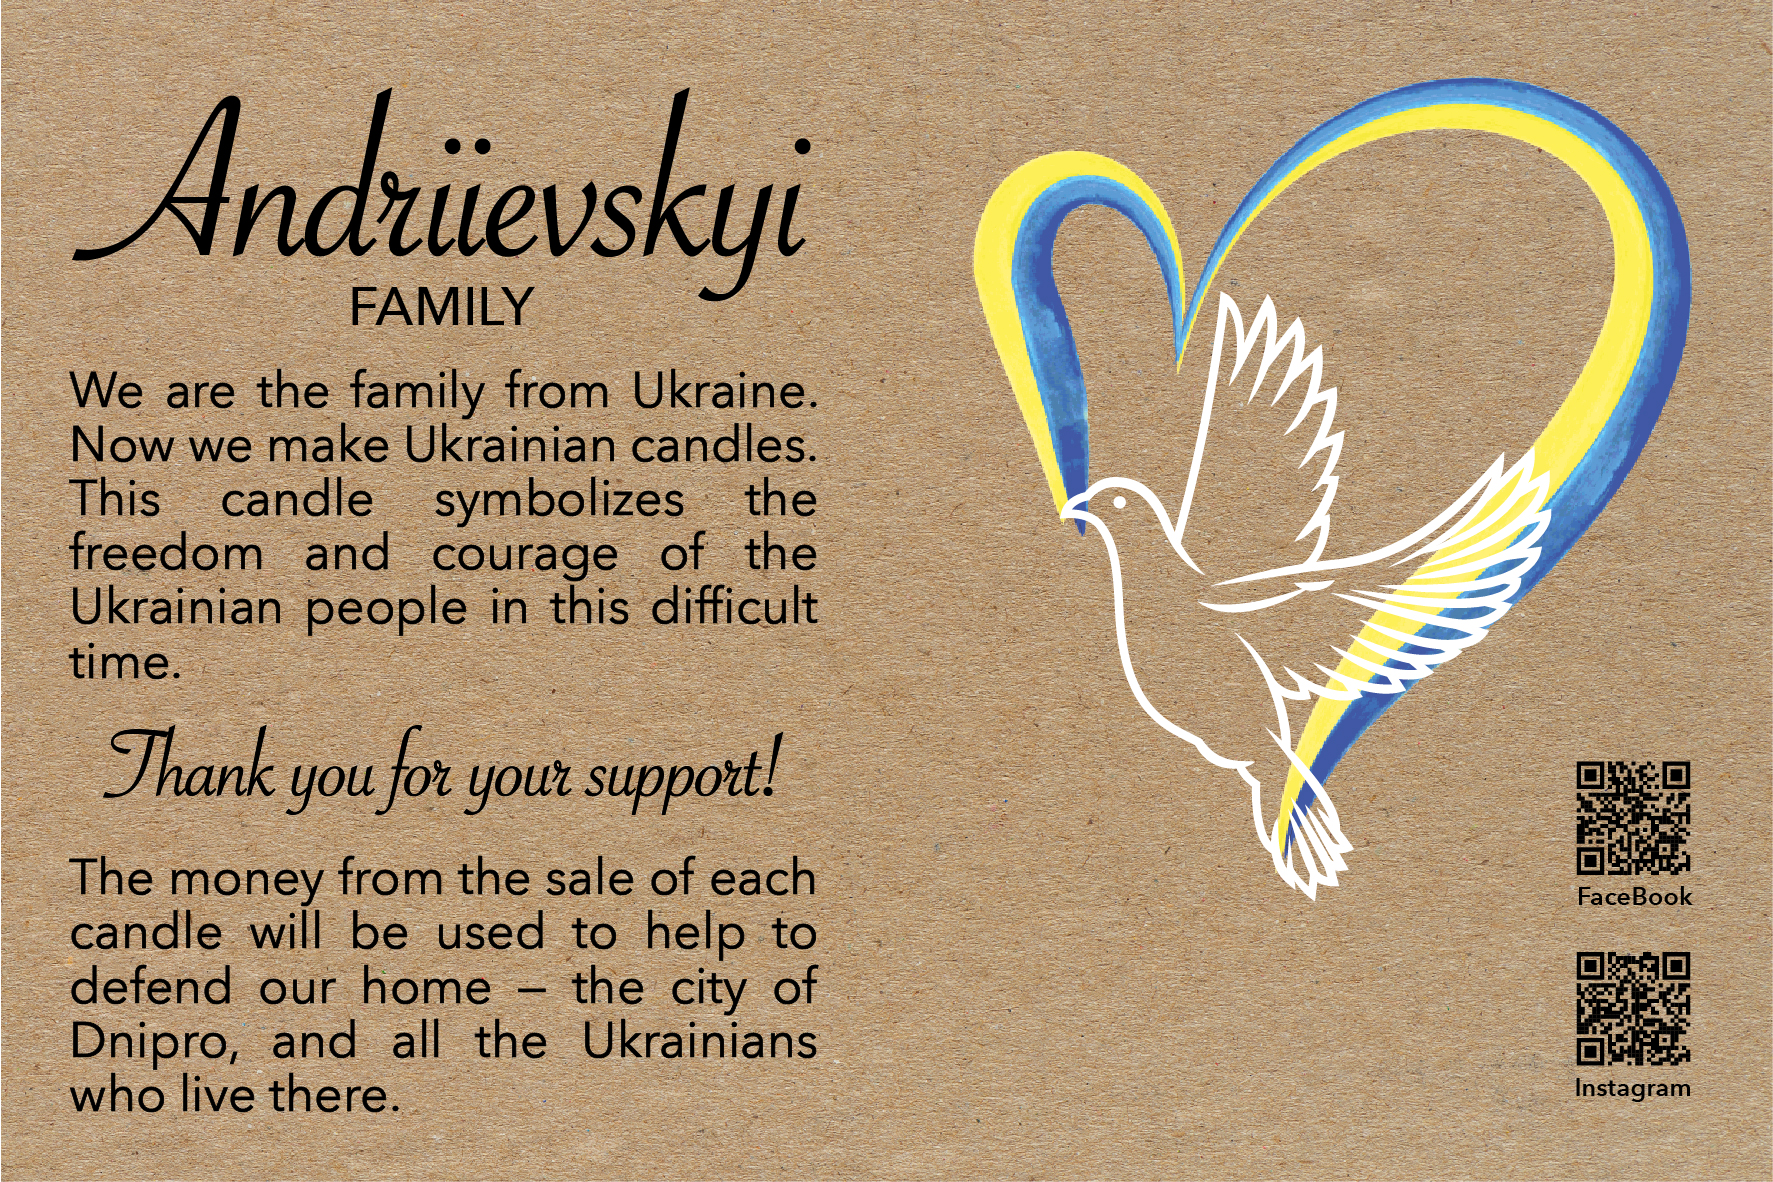 Andriievskyi
FAMILY
We are the family from Ukraine.
Now we make Ukrainian candles.
This candle symbolizes the
freedom and courage of the
Ukrainian people in this difficult
time.
Thank you for your support!
The money from the sale of each
candle will be used to help to
defend our home – the city of
Dnipro, and all the Ukrainians
who live there.
FaceBook
Instagram